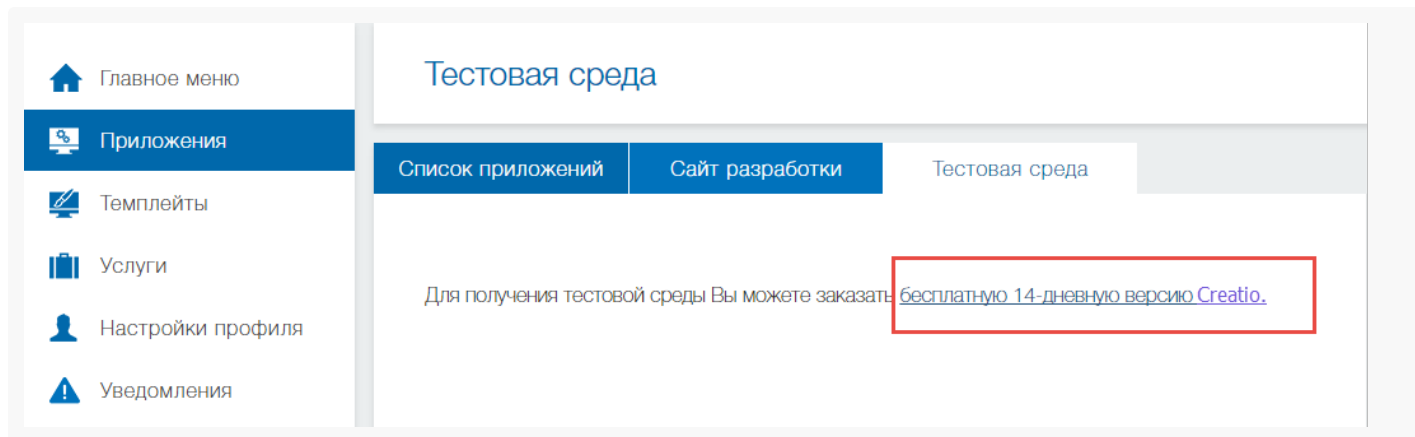 Главное меню
Приложения
Темплейты
Услуги
Настройки профиля
Уведомления
Тестовая среда
Список приложений
Сайт разработки
Тестовая среда
Для получения тестовой среды Вы можете заказать бесплатную 14-дневную версию Creatio.